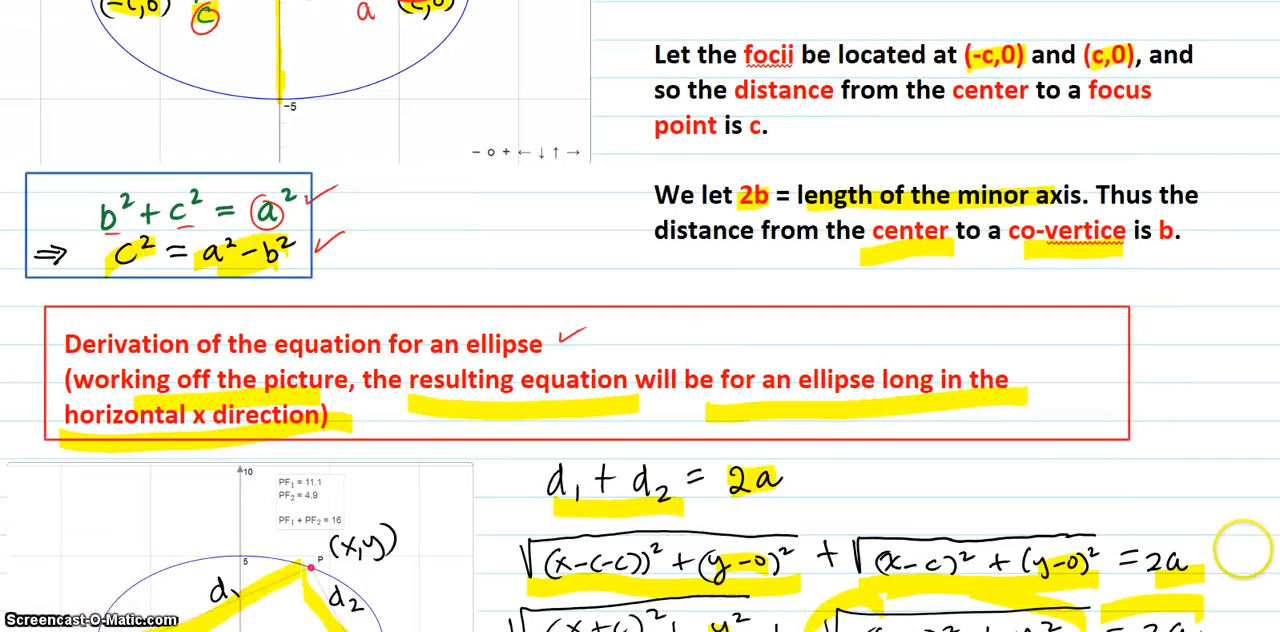 (-c,0) c a (c,0)
-5
- o + ← ↓ ↑ →
Let the focii be located at (-c,0) and (c,0), and
so the distance from the center to a focus
point is c.
b² + c² = a²
⇒ c² = a² - b²
We let 2b = length of the minor axis. Thus the
distance from the center to a co-vertice is b.
Derivation of the equation for an ellipse
(working off the picture, the resulting equation will be for an ellipse long in the
horizontal x direction)
10
PF₁ = 11.1
PF₂ = 4.9
PF₁ + PF₂ = 16
(x,y)
P
5
d₁
d₂
d₁ + d₂ = 2a
√(x-(-c))² + (y-0)² + √(x-c)² + (y-0)² = 2a
Screencast-O-Matic.com